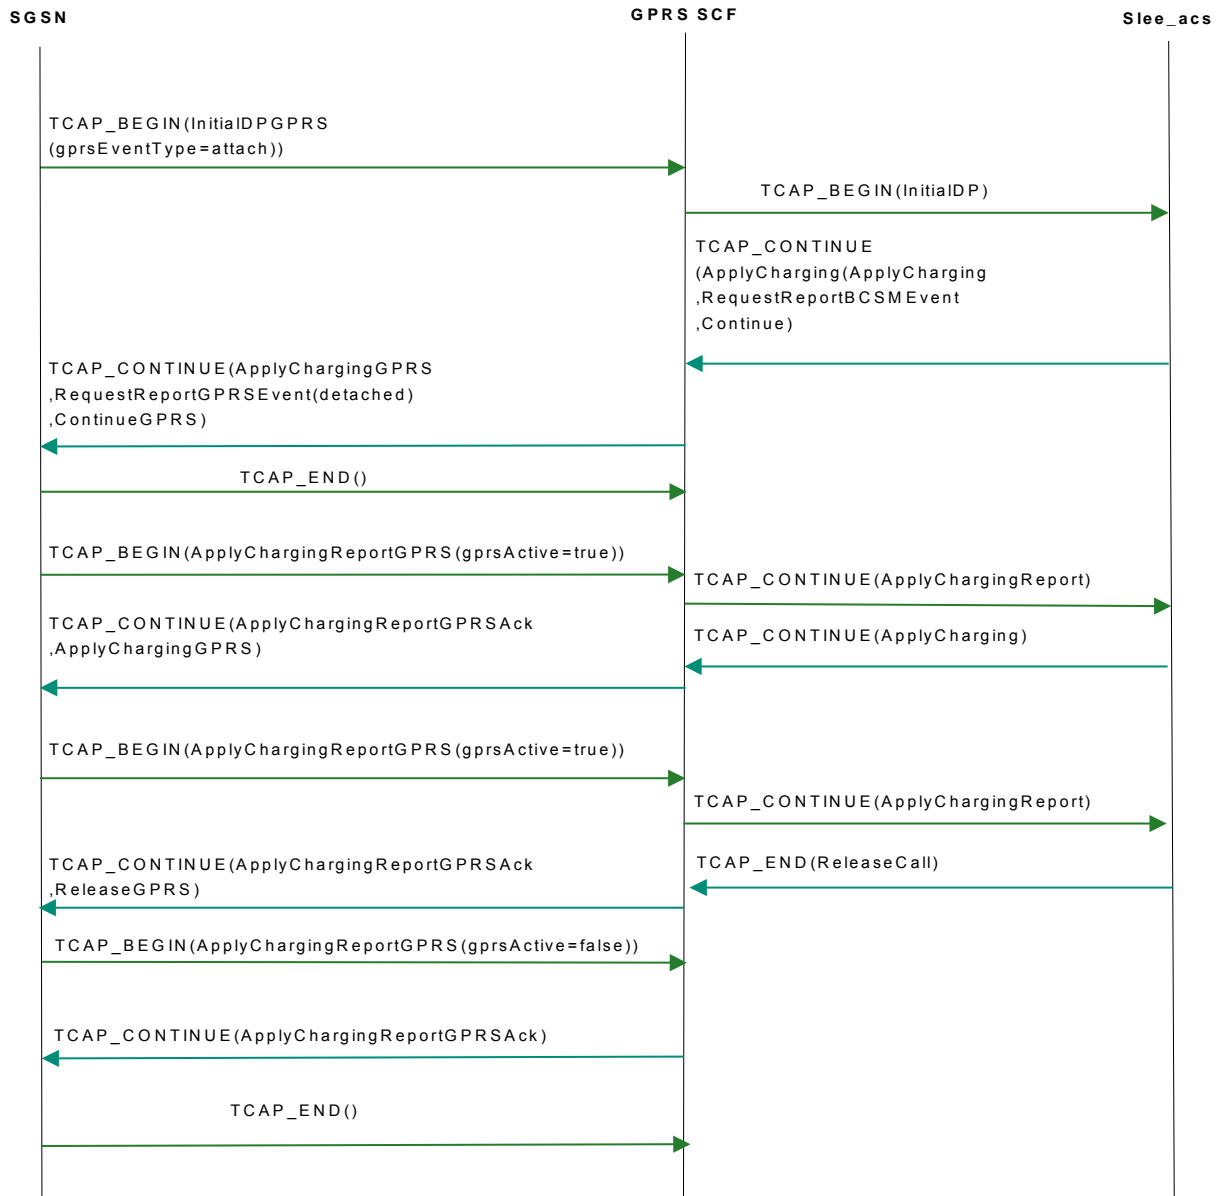 SGSN
GPRS SCF
Slee_acs
TCAP_BEGIN(InitialDPGPRS
(gprsEventType=attach))
TCAP_BEGIN(InitialDP)
TCAP_CONTINUE
(ApplyCharging(ApplyCharging
,RequestReportBCSMEvent
,Continue)
TCAP_CONTINUE(ApplyChargingGPRS
,RequestReportGPRSEvent(detached)
,ContinueGPRS)
TCAP_END()
TCAP_BEGIN(ApplyChargingReportGPRS(gprsActive=true))
TCAP_CONTINUE(ApplyChargingReport)
TCAP_CONTINUE(ApplyChargingReportGPRSAck
,ApplyChargingGPRS)
TCAP_CONTINUE(ApplyCharging)
TCAP_BEGIN(ApplyChargingReportGPRS(gprsActive=true))
TCAP_CONTINUE(ApplyChargingReport)
TCAP_CONTINUE(ApplyChargingReportGPRSAck
,ReleaseGPRS)
TCAP_END(ReleaseCall)
TCAP_BEGIN(ApplyChargingReportGPRS(gprsActive=false))
TCAP_CONTINUE(ApplyChargingReportGPRSAck)
TCAP_END()